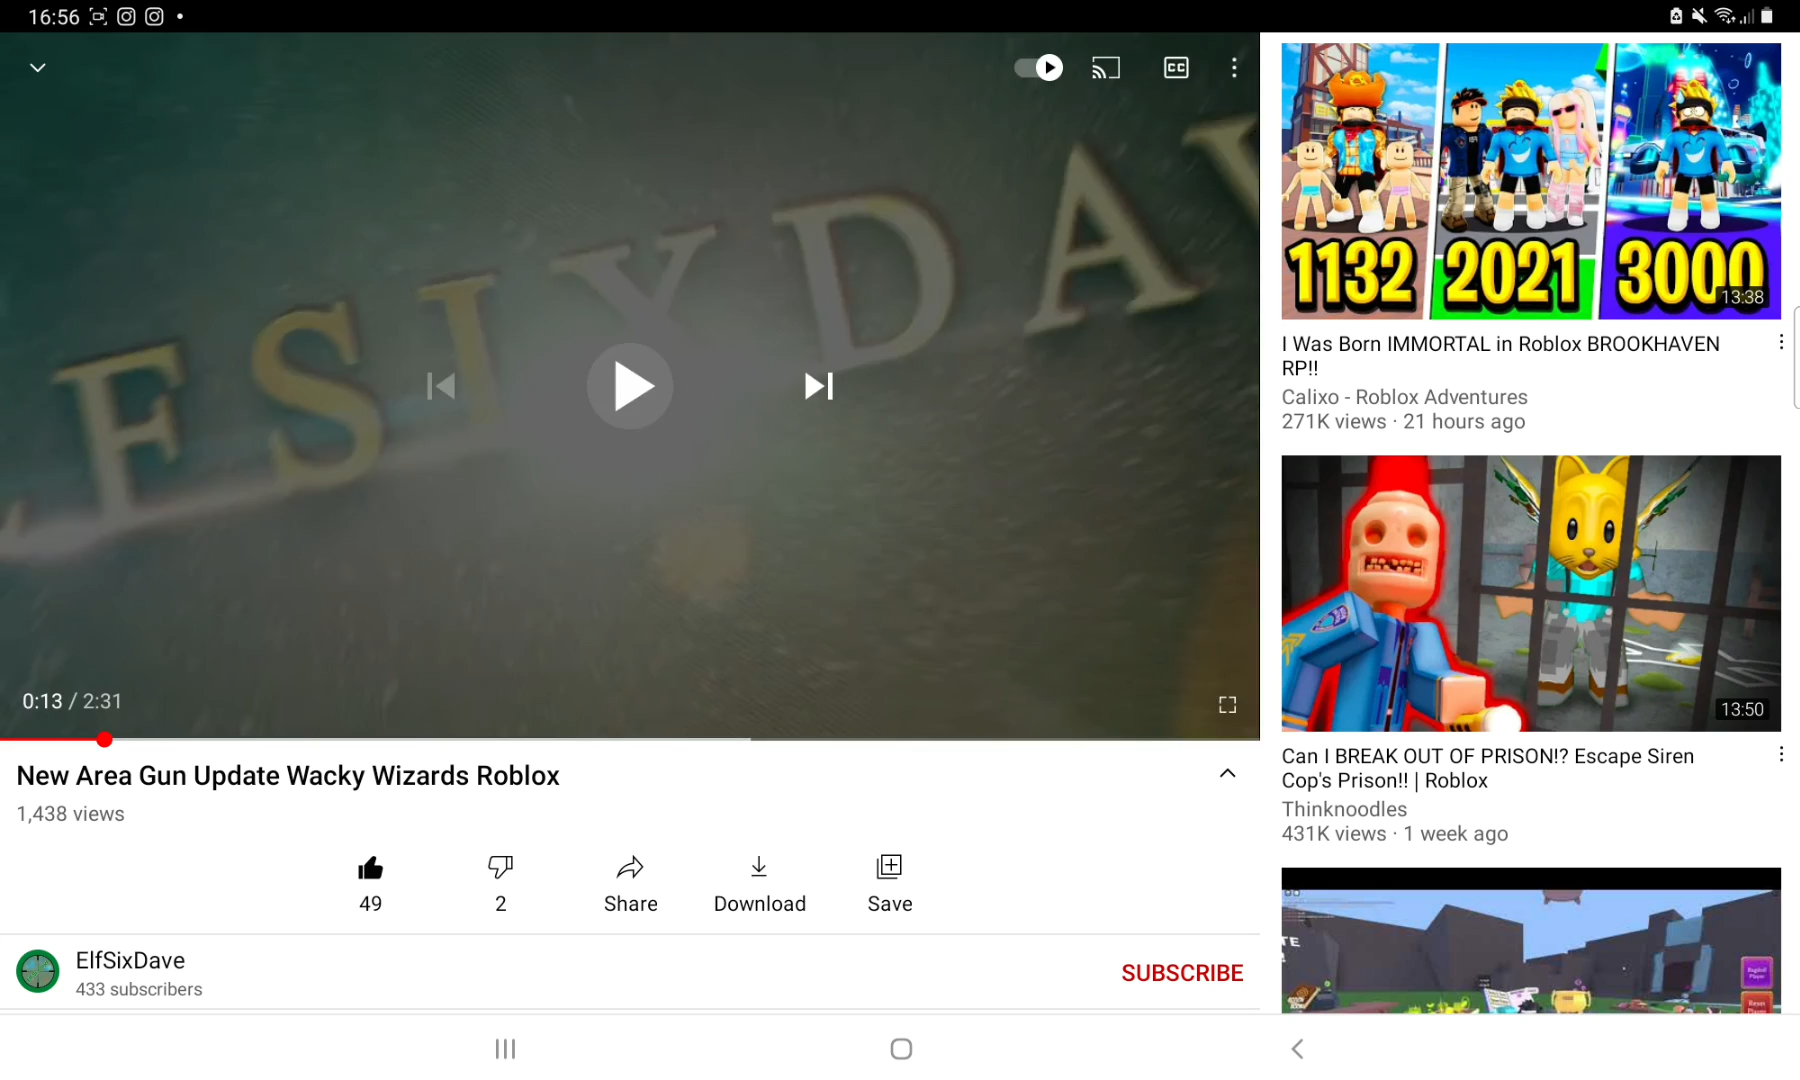 16:56
CC
FSIXDAV
0:13 / 2:31
New Area Gun Update Wacky Wizards Roblox
1,438 views
49
2
Share
Download
Save
ElfSixDave
433 subscribers
SUBSCRIBE
1132 2021 3000
13:38
I Was Born IMMORTAL in Roblox BROOKHAVEN
RP!!
Calixo - Roblox Adventures
271K views · 21 hours ago
13:50
Can I BREAK OUT OF PRISON!? Escape Siren
Cop's Prison!! | Roblox
Thinknoodles
431K views · 1 week ago